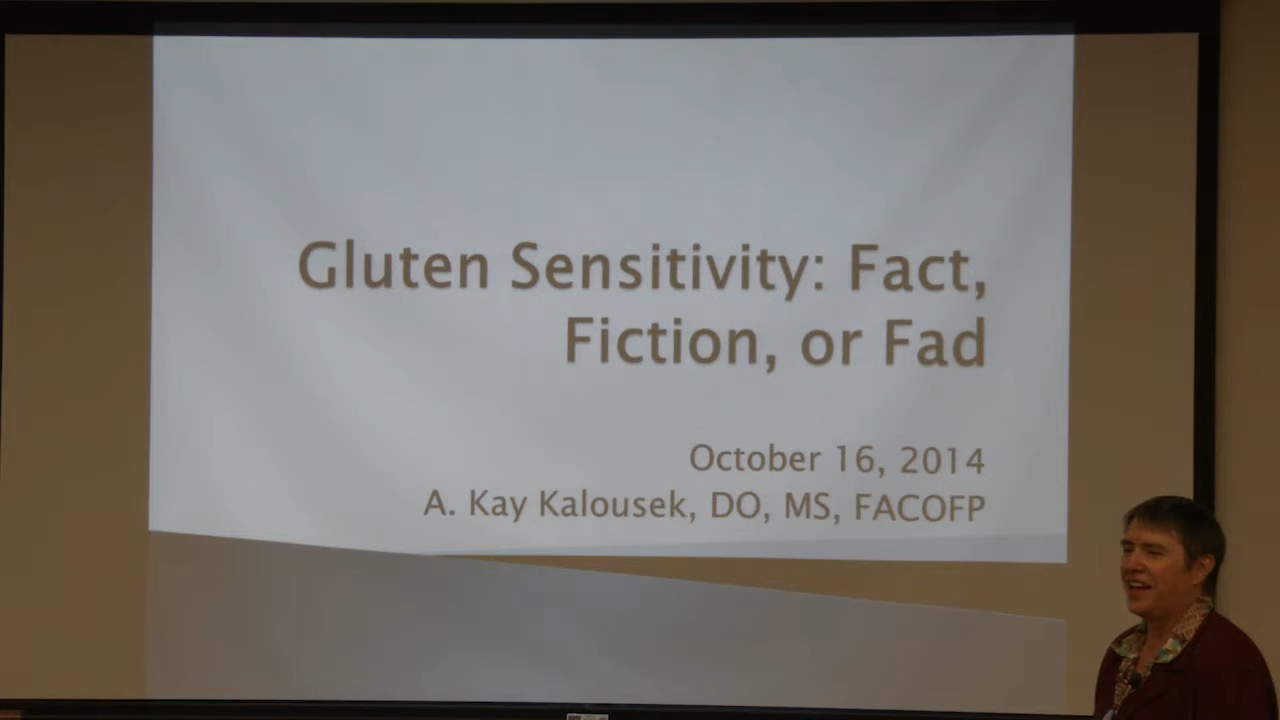 Gluten Sensitivity: Fact,
Fiction, or Fad
October 16, 2014
A. Kay Kalousek, DO, MS, FACOFP